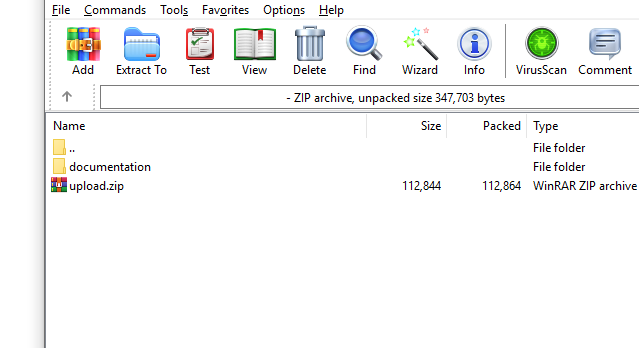 File Commands Tools Favorites Options Help
Add Extract To Test View Delete Find Wizard Info VirusScan Comment
- ZIP archive, unpacked size 347,703 bytes
Name Size Packed Type
.. File folder
documentation File folder
upload.zip 112,844 112,864 WinRAR ZIP archive